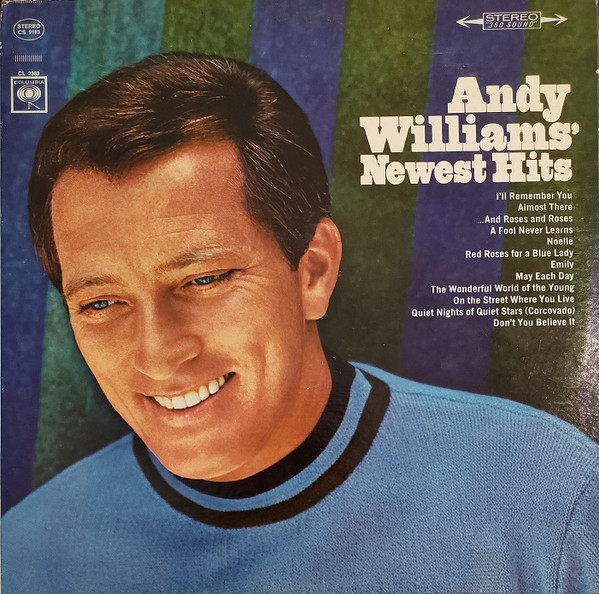 STEREO
CS 9183
CL 2383
COLUMBIA
STEREO
"360 SOUND"
Andy
Williams'
Newest Hits
I'll Remember You
Almost There
...And Roses and Roses
A Fool Never Learns
Noelle
Red Roses for a Blue Lady
Emily
May Each Day
The Wonderful World of the Young
On the Street Where You Live
Quiet Nights of Quiet Stars (Corcovado)
Don't You Believe It